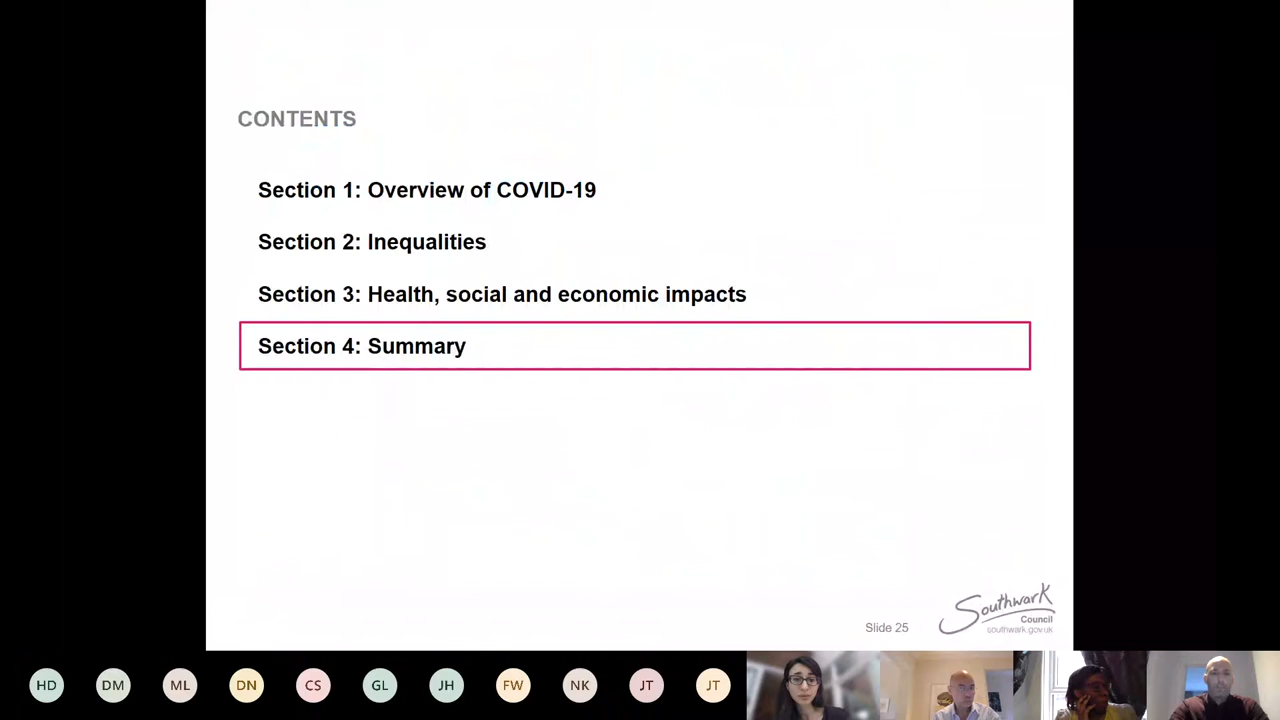 CONTENTS
Section 1: Overview of COVID-19
Section 2: Inequalities
Section 3: Health, social and economic impacts
Section 4: Summary
Slide 25
Southwark
Council
southwark.gov.uk
HD DM ML DN CS GL JH FW NK JT JT